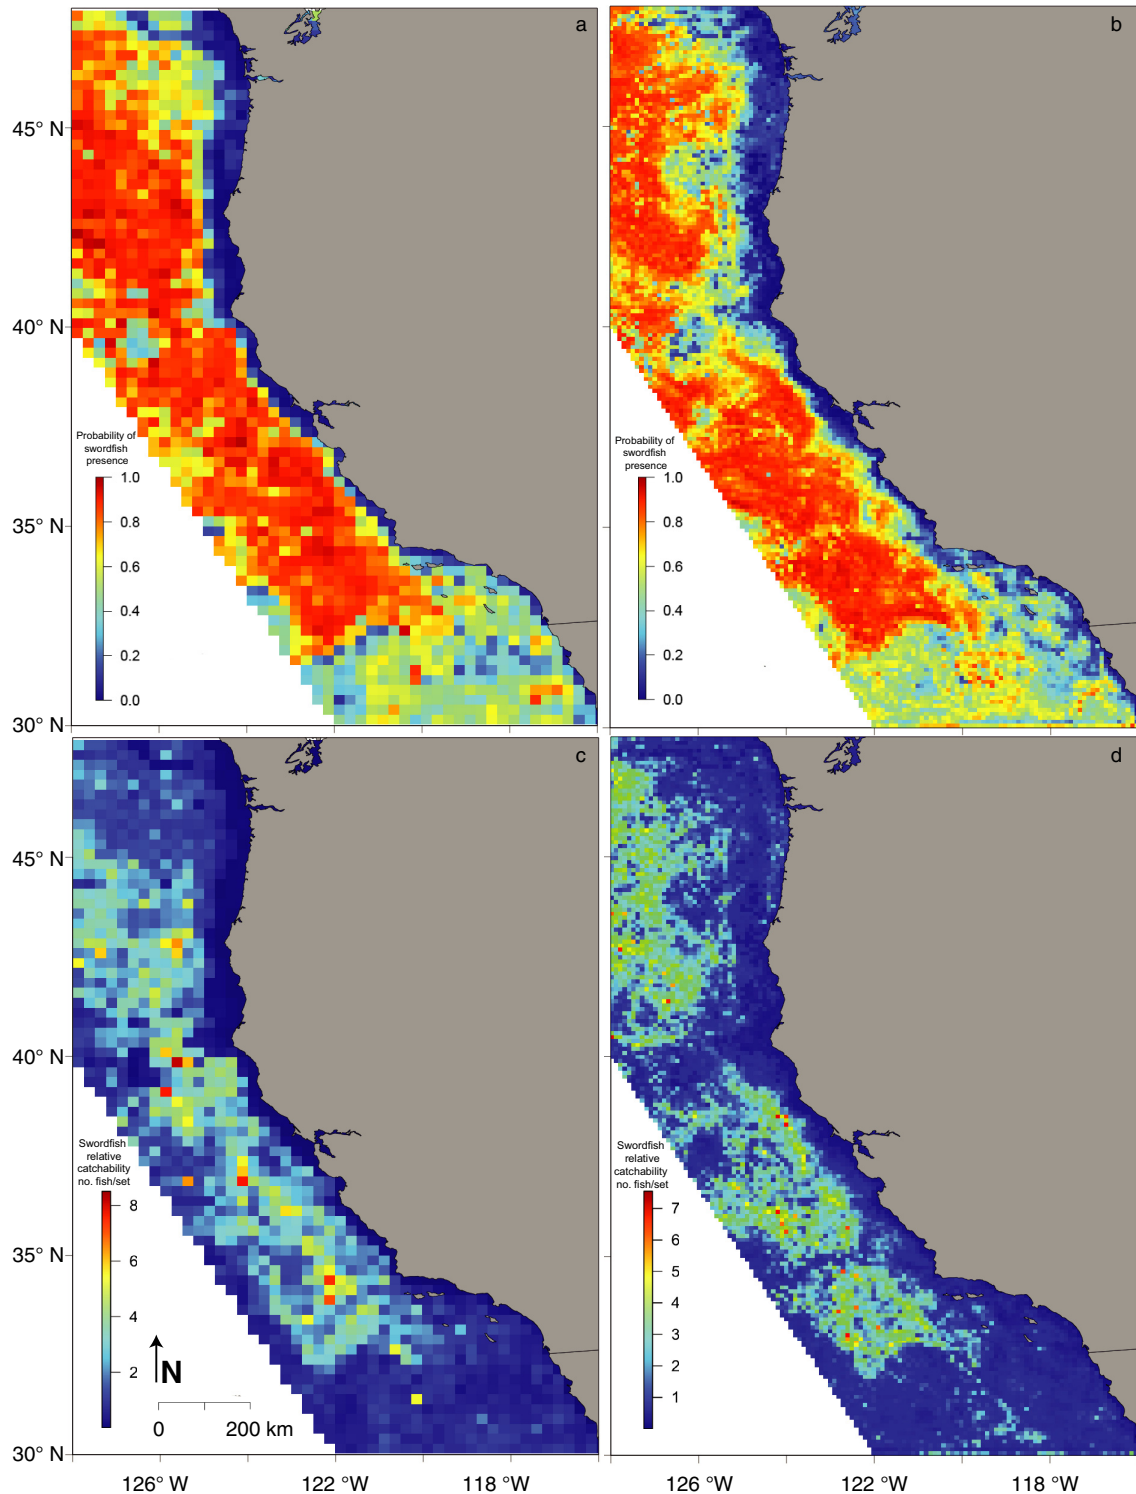 a
b
45° N
40° N
35° N
30° N
Probability of
swordfish
presence
1.0
0.8
0.6
0.4
0.2
0.0
Probability of
swordfish
presence
1.0
0.8
0.6
0.4
0.2
0.0
c
d
45° N
40° N
35° N
30° N
Swordfish
relative
catchability
no. fish/set
8
6
4
2
N
0 200 km
Swordfish
relative
catchability
no. fish/set
7
6
5
4
3
2
1
126 °W 122 °W 118 °W
126 °W 122 °W 118 °W